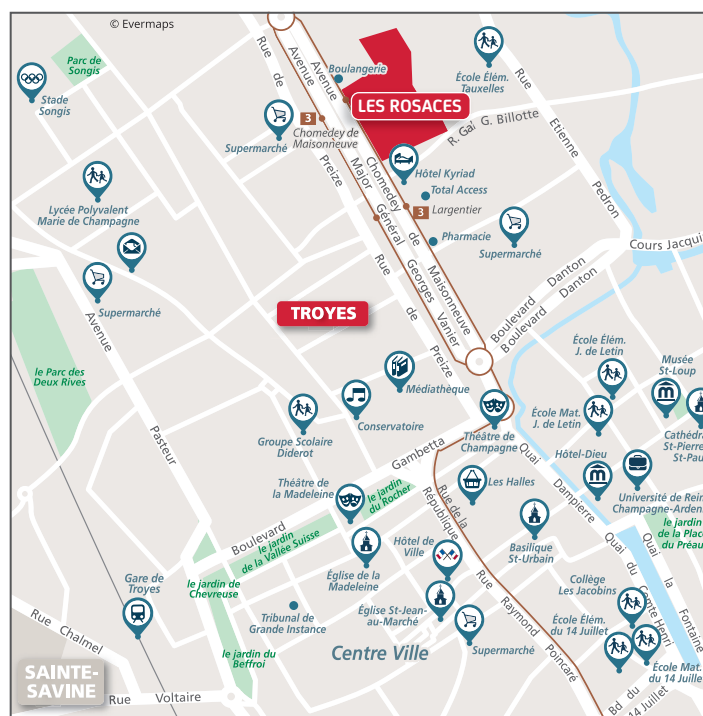 © Evermaps
Parc de
Songis
Stade
Songis
Rue de
Avenue
Avenue
Boulangerie
LES ROSACES
École Élém.
Tauxelles
Rue
R. Gal G. Billotte
Etienne
Pedron
Supermarché
3
Chomedey de
Maisonneuve
Preize
Major
Chomedey
de
Maisonneuve
Général
Georges
Vanier
Hôtel Kyriad
Total Access
3
Largentier
Pharmacie
Supermarché
Cours Jacqui
Boulevard Danton
Boulevard Danton
Lycée Polyvalent
Marie de Champagne
Supermarché
Avenue
TROYES
Rue
de
Preize
le Parc des
Deux Rives
Pasteur
Médiathèque
Conservatoire
Groupe Scolaire
Diderot
École Élém.
J. de Letin
Musée
St-Loup
École Mat.
J. de Letin
Cathédra
St-Pierre
St-Pau
Théâtre de
Champagne
Gambetta
Quai
Dampierre
Hôtel-Dieu
Université de Reim
Champagne-Ardenn
Théâtre de
la Madeleine
le jardin
du Rocher
Les Halles
Rue de la
République
le jardin
de la Place
du Préau
Boulevard
le jardin
de la Vallée Suisse
Basilique
St-Urbain
Hôtel de
Ville
Église de la
Madeleine
le jardin de
Chevreuse
Gare de
Troyes
Quai
du
Comte Henri
Quai
la
Fontaine
Collège
Les Jacobins
École Élém.
du 14 Juillet
Rue
Raymond
Poincaré
Église St-Jean-
au-Marché
Tribunal de
Grande Instance
Rue Chalmel
Centre Ville
Supermarché
le jardin du
Beffroi
SAINTE-
SAVINE
École Mat.
du 14 Juille
Rue Voltaire
Bd du
14 Juillet